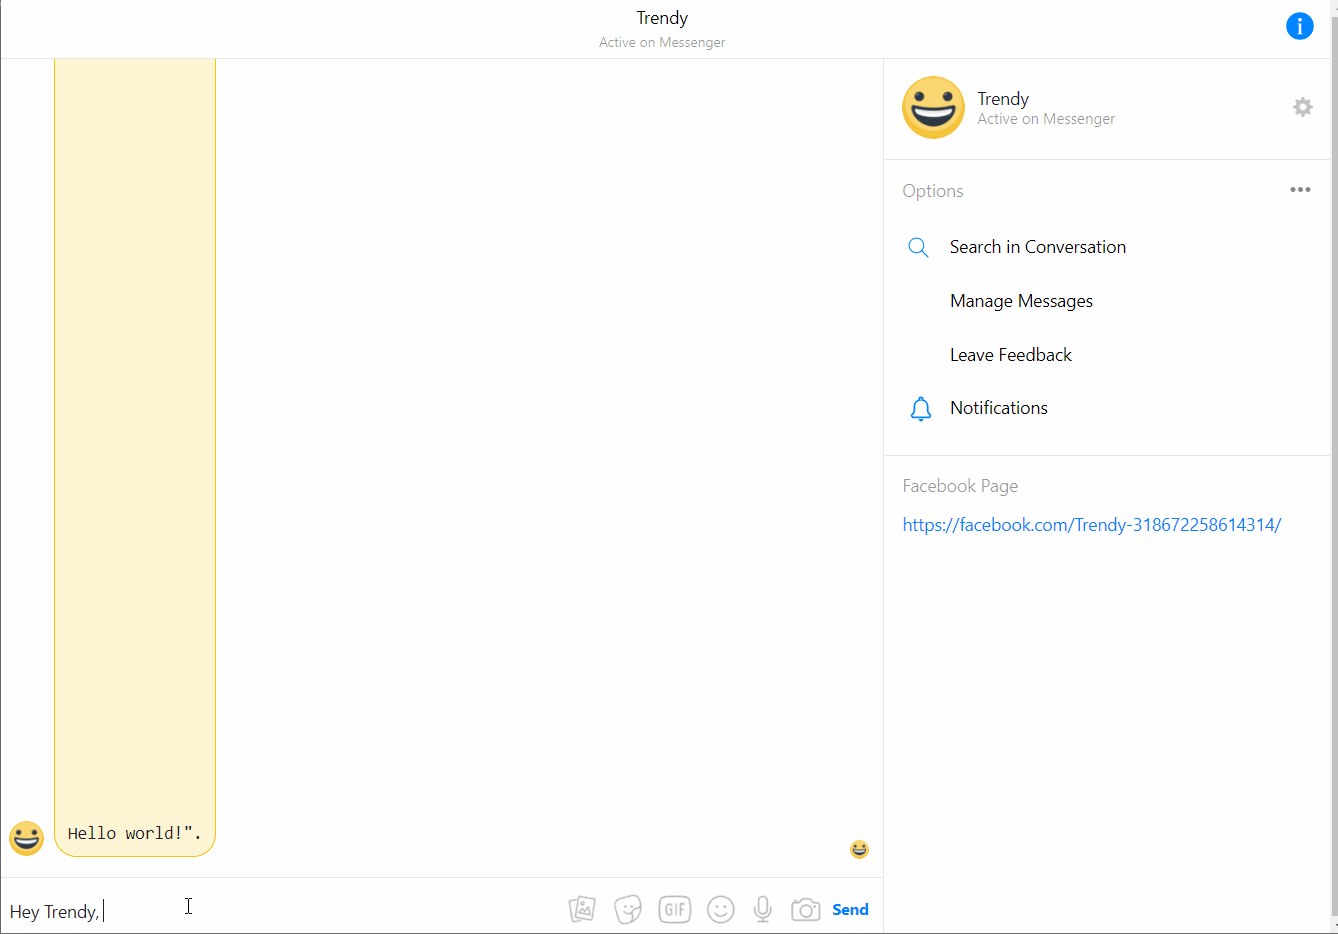 Trendy
Active on Messenger
Trendy
Active on Messenger
Options
Search in Conversation
Manage Messages
Leave Feedback
Notifications
Facebook Page
https://facebook.com/Trendy-318672258614314/
Hello world!".
Hey Trendy,
GIF
Send